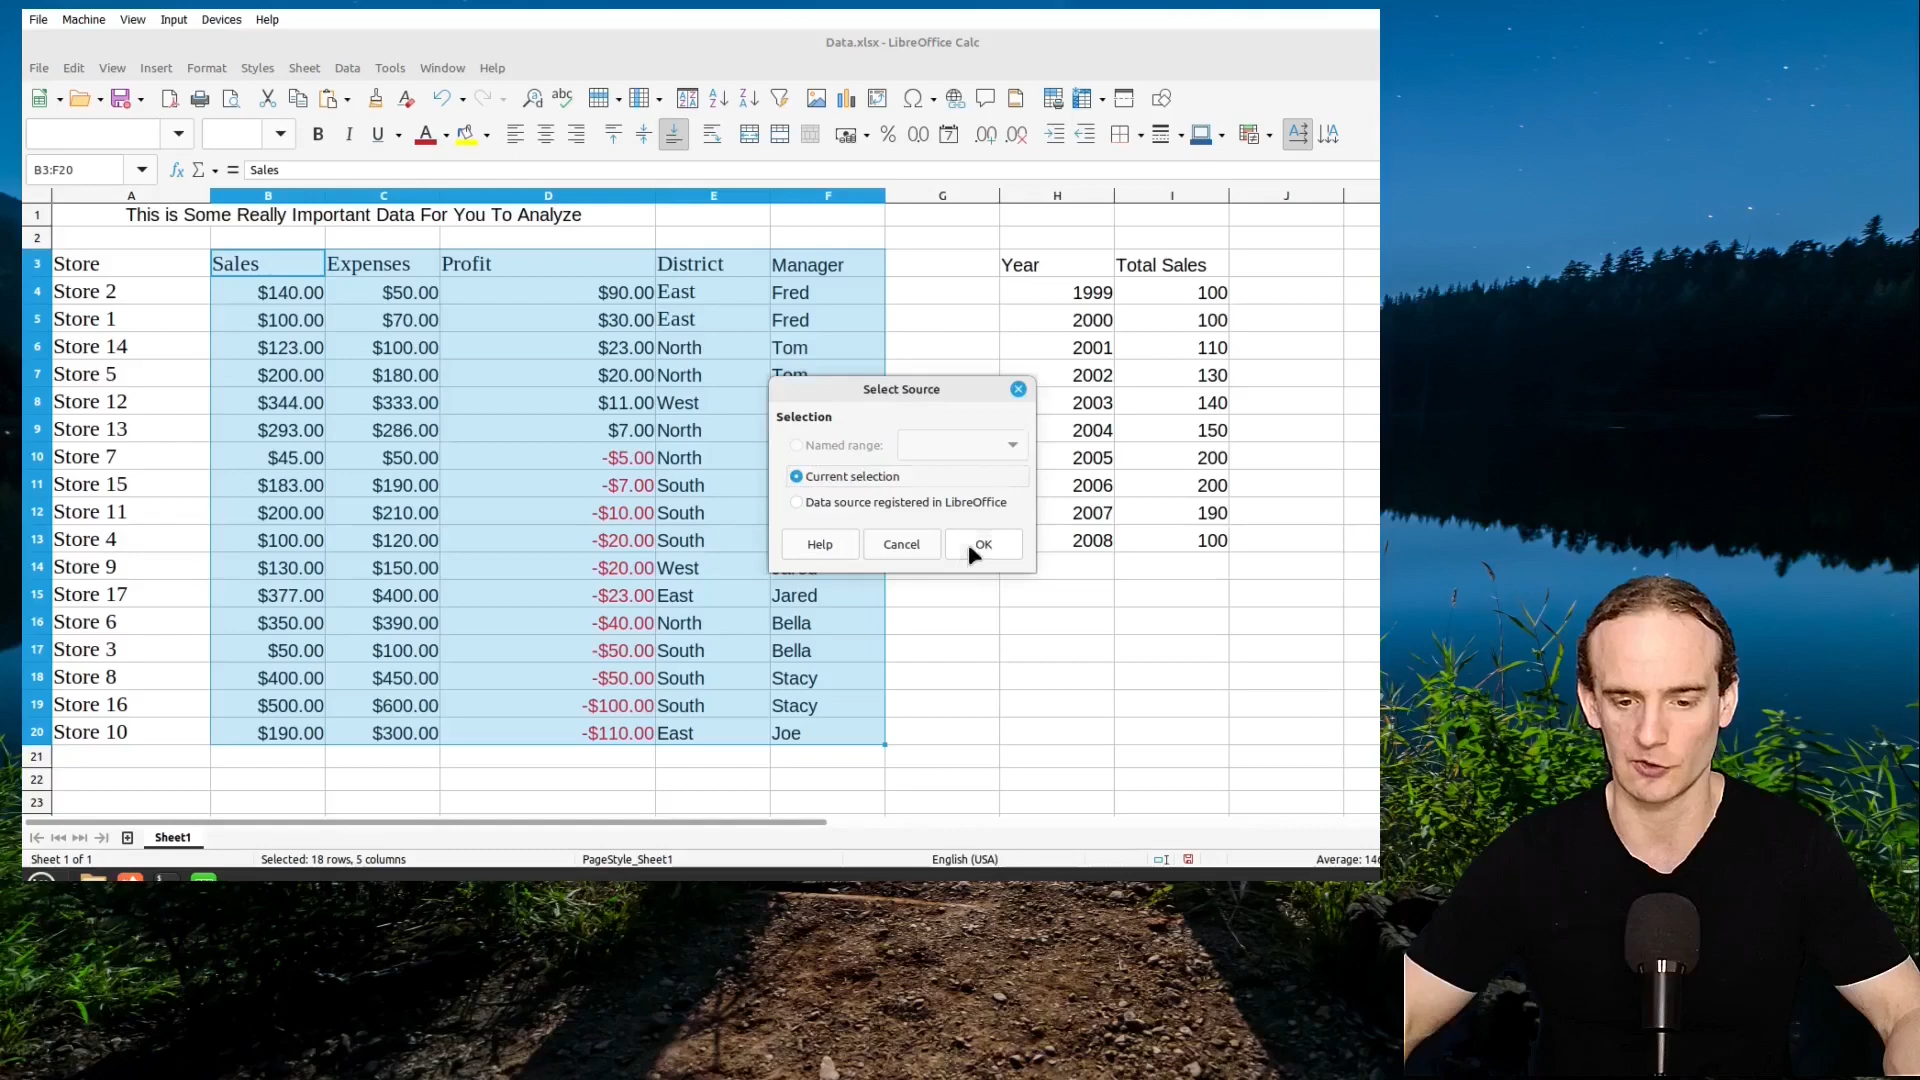 File Machine View Input Devices Help
Data.xlsx - LibreOffice Calc
File Edit View Insert Format Styles Sheet Data Tools Window Help
B3:F20 Sales
A B C D E F G H I J
1 This is Some Really Important Data For You To Analyze
2
3 Store Sales Expenses Profit District Manager Year Total Sales
4 Store 2 $140.00 $50.00 $90.00 East Fred 1999 100
5 Store 1 $100.00 $70.00 $30.00 East Fred 2000 100
6 Store 14 $123.00 $100.00 $23.00 North Tom 2001 110
7 Store 5 $200.00 $180.00 $20.00 North Tom 2002 130
8 Store 12 $344.00 $333.00 $11.00 West 2003 140
9 Store 13 $293.00 $286.00 $7.00 North 2004 150
10 Store 7 $45.00 $50.00 -$5.00 North 2005 200
11 Store 15 $183.00 $190.00 -$7.00 South 2006 200
12 Store 11 $200.00 $210.00 -$10.00 South 2007 190
13 Store 4 $100.00 $120.00 -$20.00 South 2008 100
14 Store 9 $130.00 $150.00 -$20.00 West
15 Store 17 $377.00 $400.00 -$23.00 East Jared
16 Store 6 $350.00 $390.00 -$40.00 North Bella
17 Store 3 $50.00 $100.00 -$50.00 South Bella
18 Store 8 $400.00 $450.00 -$50.00 South Stacy
19 Store 16 $500.00 $600.00 -$100.00 South Stacy
20 Store 10 $190.00 $300.00 -$110.00 East Joe
21
22
23
Select Source
Selection
Named range:
Current selection
Data source registered in LibreOffice
Help Cancel OK
Sheet1
Sheet 1 of 1 Selected: 18 rows, 5 columns PageStyle_Sheet1 English (USA) Average: